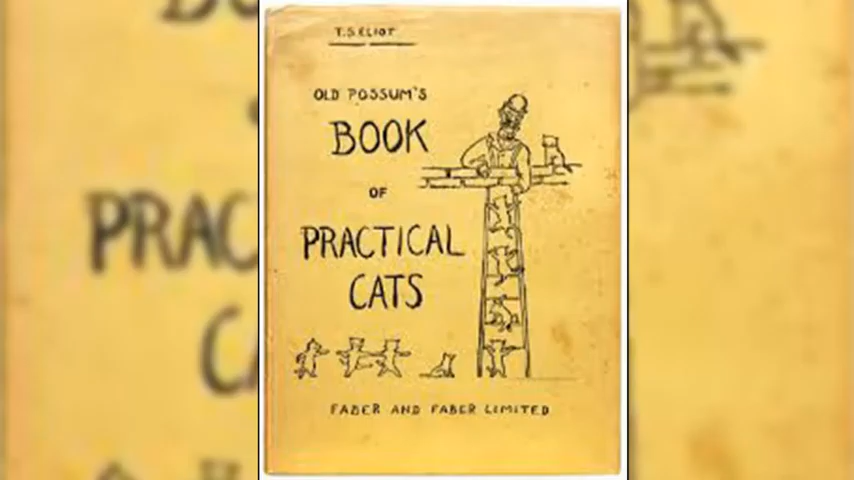 T.S. ELIOT
OLD POSSUM'S
BOOK
OF
PRACTICAL
CATS
FABER AND FABER LIMITED